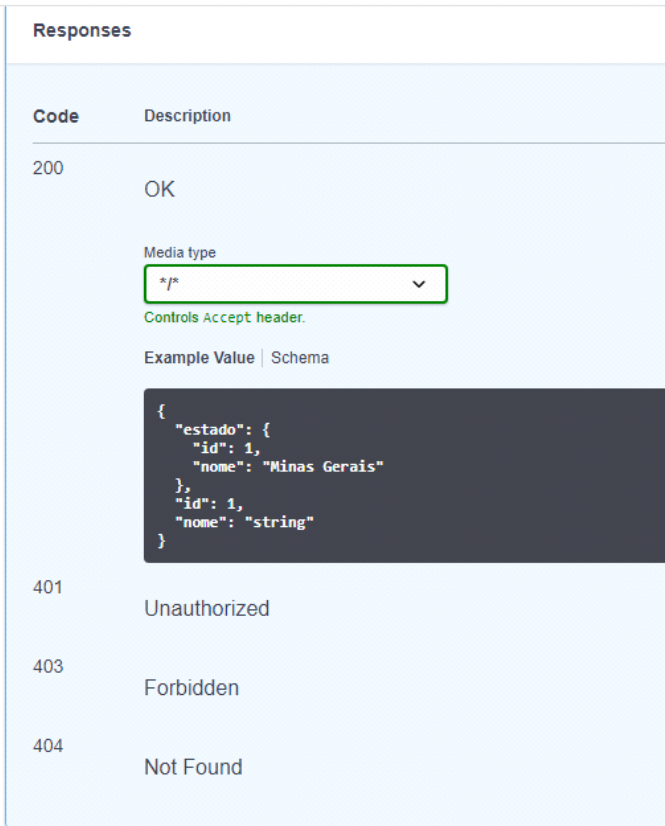 Responses
Code Description
200
OK
Media type
*/*
Controls Accept header.
Example Value Schema
{
  "estado": {
    "id": 1,
    "nome": "Minas Gerais"
  },
  "id": 1,
  "nome": "string"
}
401
Unauthorized
403
Forbidden
404
Not Found